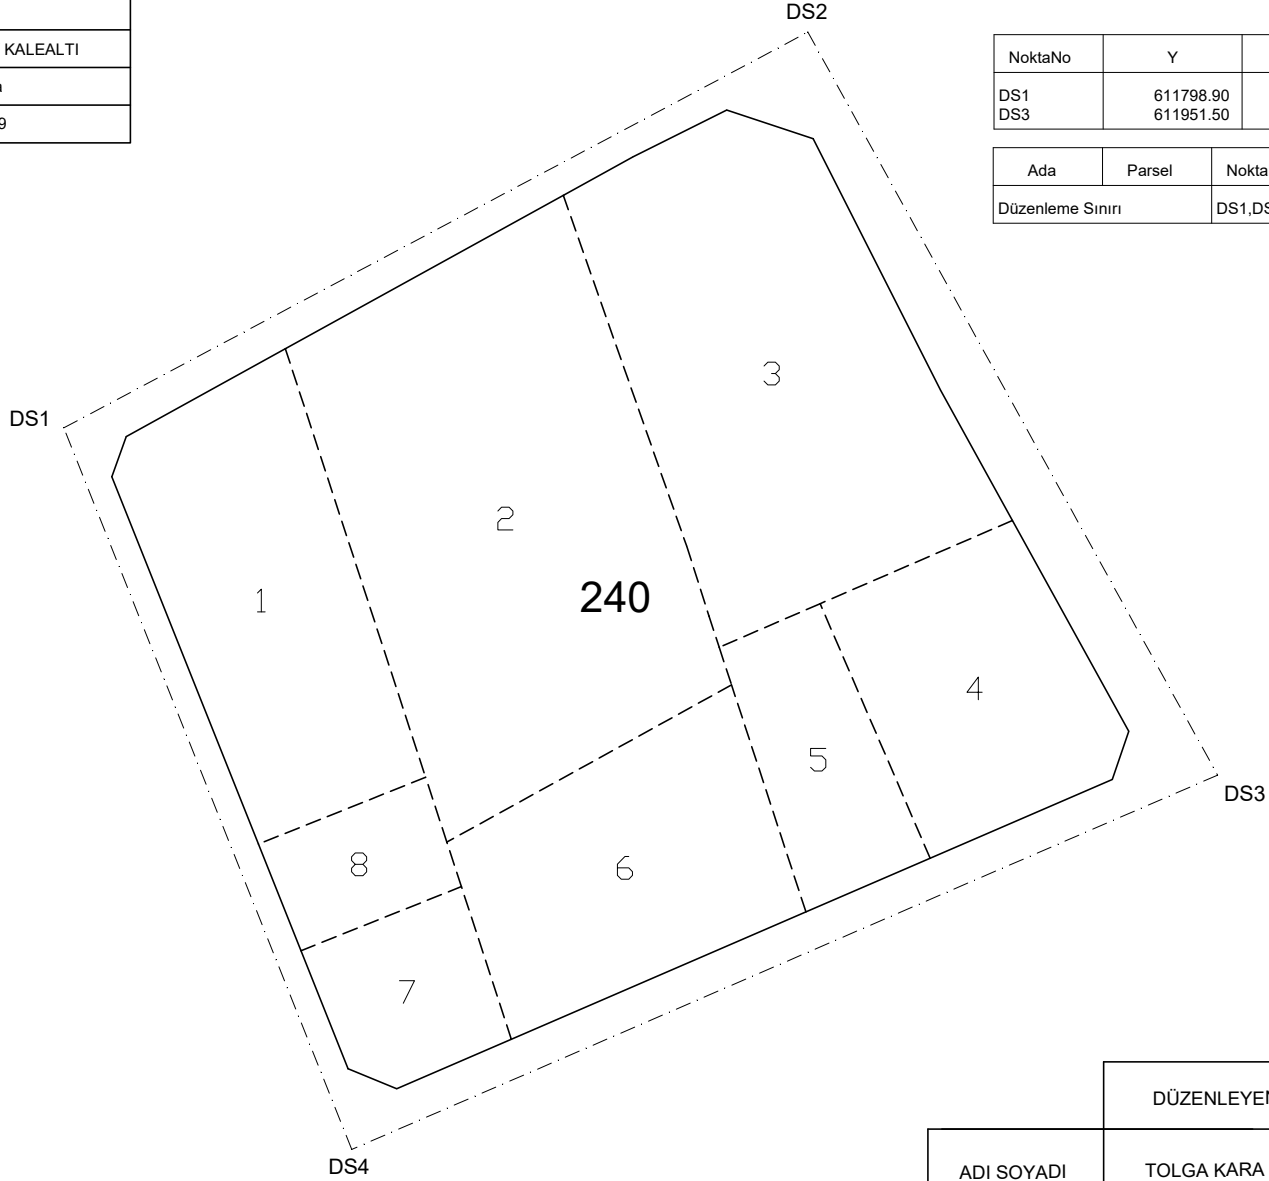 KALEALTI
9
DS2
NoktaNo Y
DS1 611798.90
DS3 611951.50
Ada Parsel Nokta
Düzenleme Sınırı DS1,DS
DS1
3
2
1
240
4
5
DS3
8
6
7
DS4
DÜZENLEYEN
ADI SOYADI TOLGA KARA